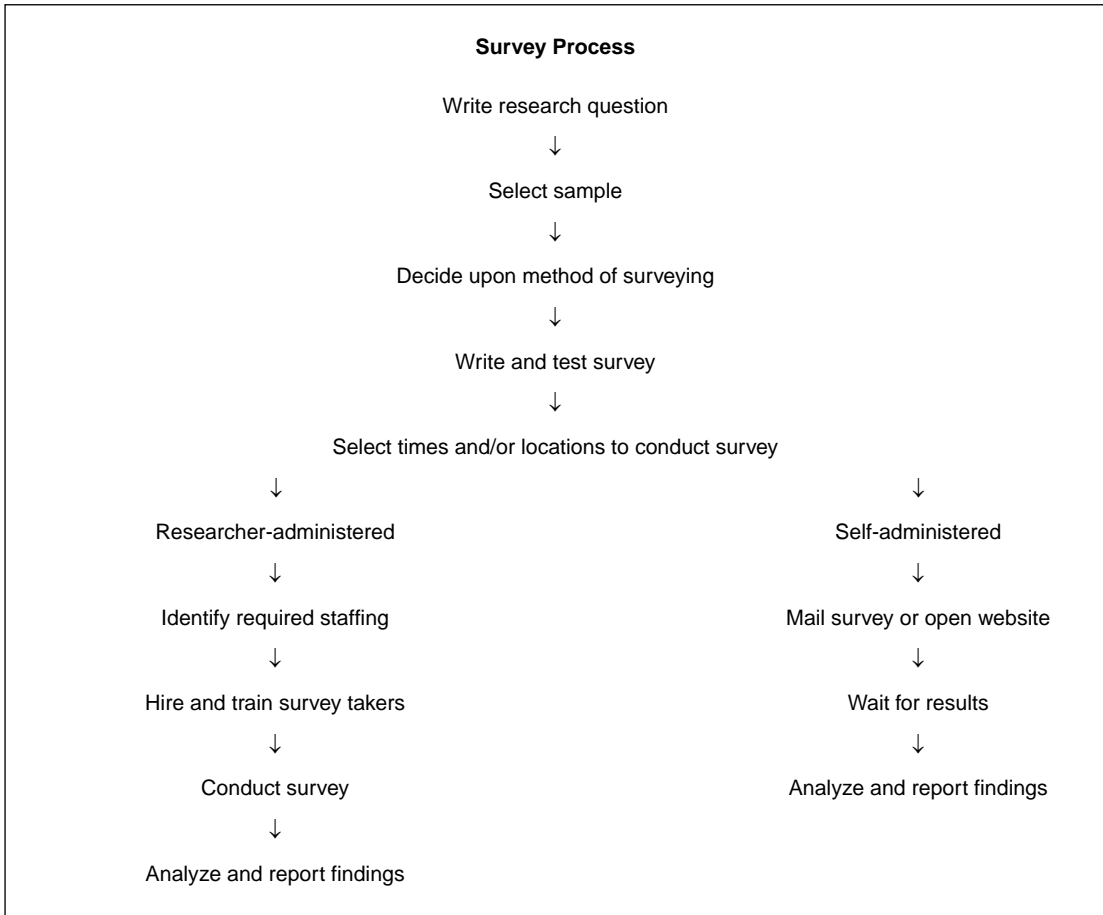 Survey Process
Write research question
↓
Select sample
↓
Decide upon method of surveying
↓
Write and test survey
↓
Select times and/or locations to conduct survey
↓ ↓
Researcher-administered Self-administered
↓ ↓
Identify required staffing Mail survey or open website
↓ ↓
Hire and train survey takers Wait for results
↓ ↓
Conduct survey Analyze and report findings
↓
Analyze and report findings